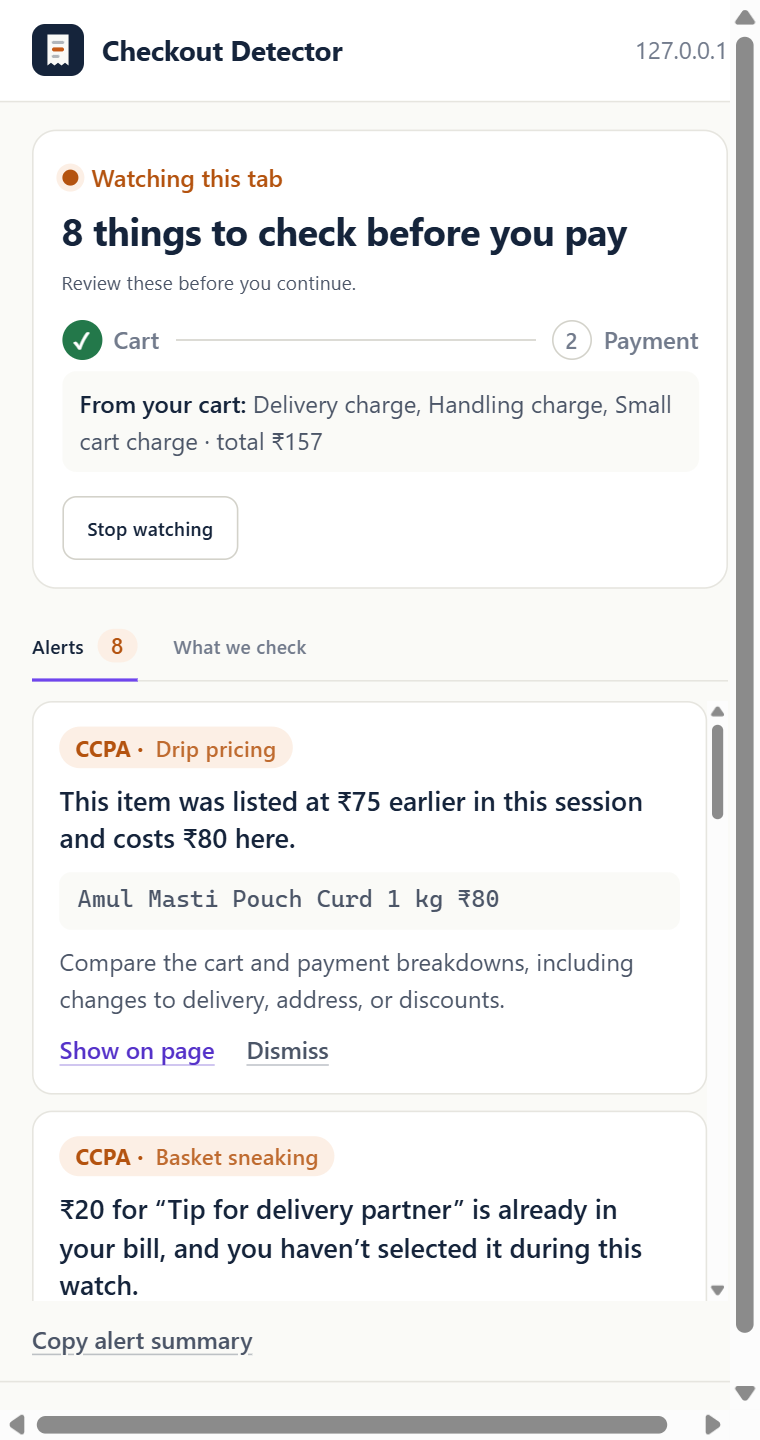 Checkout Detector
127.0.0.1
Watching this tab
8 things to check before you pay
Review these before you continue.
Cart
2 Payment
From your cart: Delivery charge, Handling charge, Small
cart charge · total ₹157
Stop watching
Alerts 8
What we check
CCPA · Drip pricing
This item was listed at ₹75 earlier in this session
and costs ₹80 here.
Amul Masti Pouch Curd 1 kg ₹80
Compare the cart and payment breakdowns, including
changes to delivery, address, or discounts.
Show on page
Dismiss
CCPA · Basket sneaking
₹20 for “Tip for delivery partner” is already in
your bill, and you haven’t selected it during this
watch.
Copy alert summary